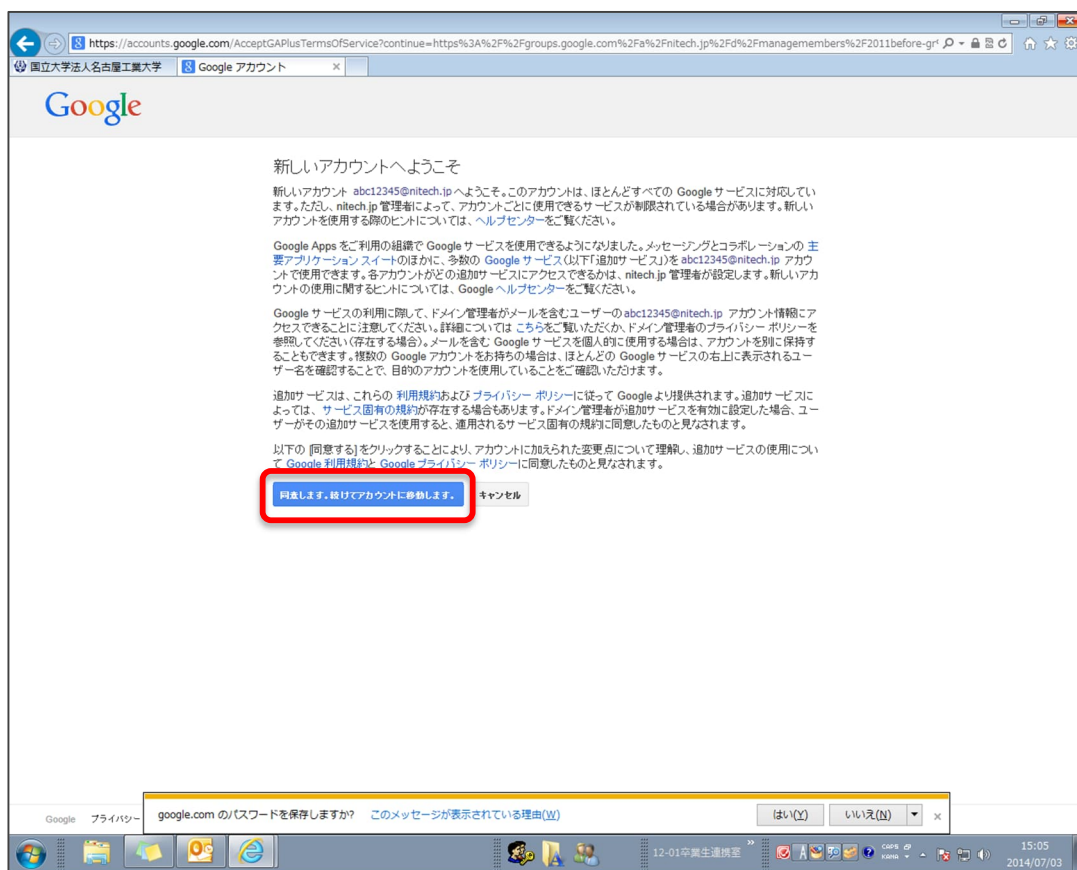 https://accounts.google.com/AcceptGAPlusTermsOfService?continue=https%3A%2F%2Fgroups.google.com%2Fa%2Fnitech.jp%2Fd%2Fmanagemembers%2F2011before-gr
国立大学法人名古屋工業大学 Google アカウント
Google
新しいアカウントへようこそ
新しいアカウント abc12345@nitech.jp へようこそ。このアカウントは、ほとんどすべての Google サービスに対応してい
ます。ただし、nitech.jp 管理者によって、アカウントごとに使用できるサービスが制限されている場合があります。新しい
アカウントを使用する際のヒントについては、ヘルプセンターをご覧ください。
Google Apps をご利用の組織で Google サービスを使用できるようになりました。メッセージングとコラボレーションの 主
要アプリケーション スイートのほかに、多数の Google サービス（以下「追加サービス」）を abc12345@nitech.jp アカウ
ントで使用できます。各アカウントがどの追加サービスにアクセスできるかは、nitech.jp 管理者が設定します。新しいアカ
ウントの使用に関するヒントについては、Google ヘルプセンターをご覧ください。
Google サービスの利用に際して、ドメイン管理者がメールを含むユーザーの abc12345@nitech.jp アカウント情報にア
クセスできることに注意してください。詳細については こちらをご覧いただくか、ドメイン管理者のプライバシー ポリシーを
参照してください（存在する場合）。メールを含む Google サービスを個人的に使用する場合は、アカウントを別に保持す
ることもできます。複数の Google アカウントをお持ちの場合は、ほとんどの Google サービスの右上に表示されるユー
ザー名を確認することで、目的のアカウントを使用していることをご確認いただけます。
追加サービスは、これらの 利用規約および プライバシー ポリシーに従って Google より提供されます。追加サービスに
よっては、サービス固有の規約が存在する場合もあります。ドメイン管理者が追加サービスを有効に設定した場合、ユー
ザーがその追加サービスを使用すると、適用されるサービス固有の規約に同意したものと見なされます。
以下の [同意する] をクリックすることにより、アカウントに加えられた変更点について理解し、追加サービスの使用につい
て Google 利用規約と Google プライバシー ポリシーに同意したものと見なされます。
同意します。続けてアカウントに移動します。 キャンセル
Google プライバシー
google.com のパスワードを保存しますか? このメッセージが表示されている理由(W) はい(Y) いいえ(N)
12-01卒業生連携室 CAPS KANA 15:05
2014/07/03